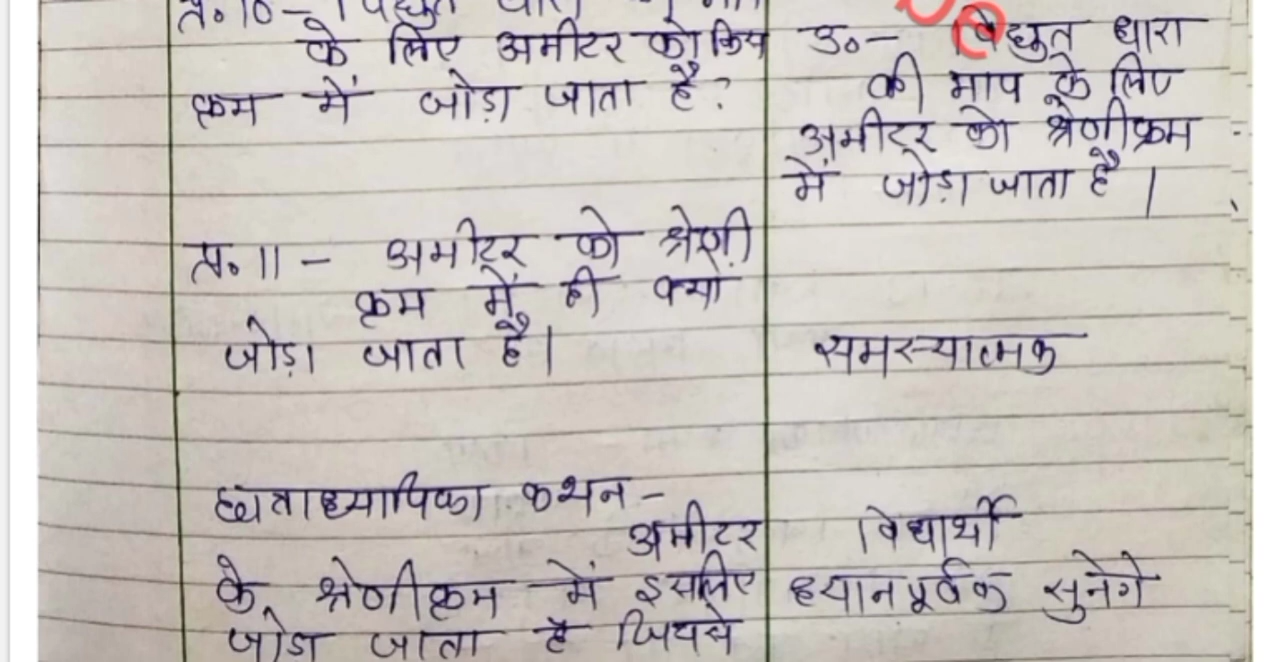 प्र०10- विद्युत धारा
के लिए अमीटर को किस
क्रम में जोड़ा जाता है?
उ०- विद्युत धारा
की माप के लिए
अमीटर को श्रेणीक्रम
में जोड़ा जाता है।
प्र०11- अमीटर को श्रेणी
क्रम में ही क्यों
जोड़ा जाता है।
समस्यात्मक
छात्राध्यापिका कथन-
अमीटर
के श्रेणीक्रम में इसलिए
जोड़ा जाता है जिससे
विद्यार्थी
ध्यानपूर्वक सुनेगे